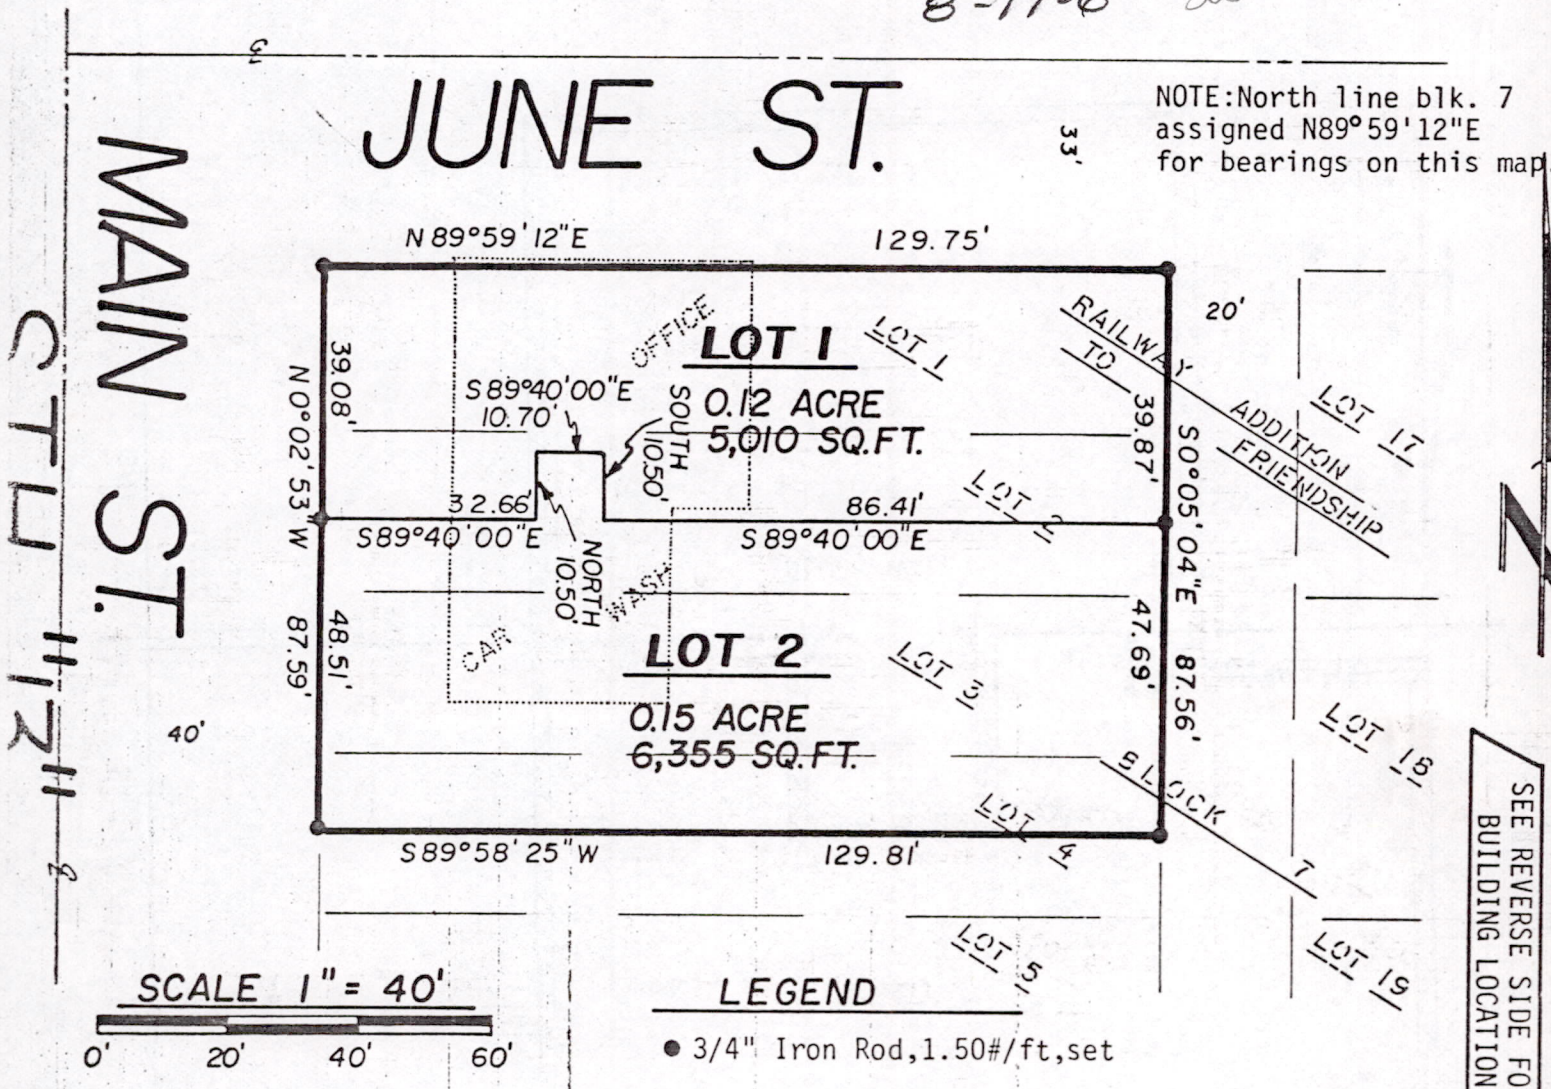 JUNE ST.
33'
NOTE:North line blk. 7
assigned N89°59'12"E
for bearings on this map
MAIN ST.
CTH "Z"
40'
N 89°59'12"E
129.75'
N 0°02'53"W
87.59'
39.08'
48.51'
OFFICE
LOT 1
0.12 ACRE
5,010 SQ.FT.
LOT 1
S89°40'00"E
10.70'
SOUTH
10.50'
32.66'
S89°40'00"E
NORTH
10.50'
86.41'
S89°40'00"E
LOT 2
39.87'
47.69'
S0°05'04"E
87.56'
20'
RAILWAY ADDITION
TO FRIENDSHIP
LOT 17
CAR WASH
LOT 2
0.15 ACRE
6,355 SQ.FT.
LOT 3
LOT 4
BLOCK 7
LOT 18
S89°58'25"W
129.81'
LOT 5
LOT 19
SEE REVERSE SIDE FO
BUILDING LOCATION
SCALE 1"= 40'
0' 20' 40' 60'
LEGEND
3/4" Iron Rod,1.50#/ft,set